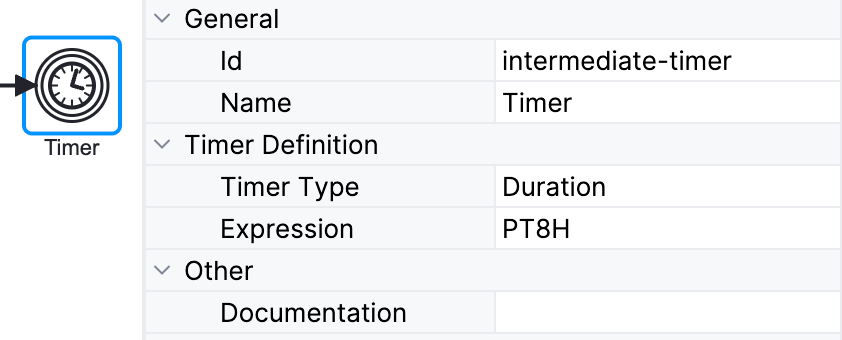 General
Id intermediate-timer
Name Timer
Timer
Timer Definition
Timer Type Duration
Expression PT8H
Other
Documentation